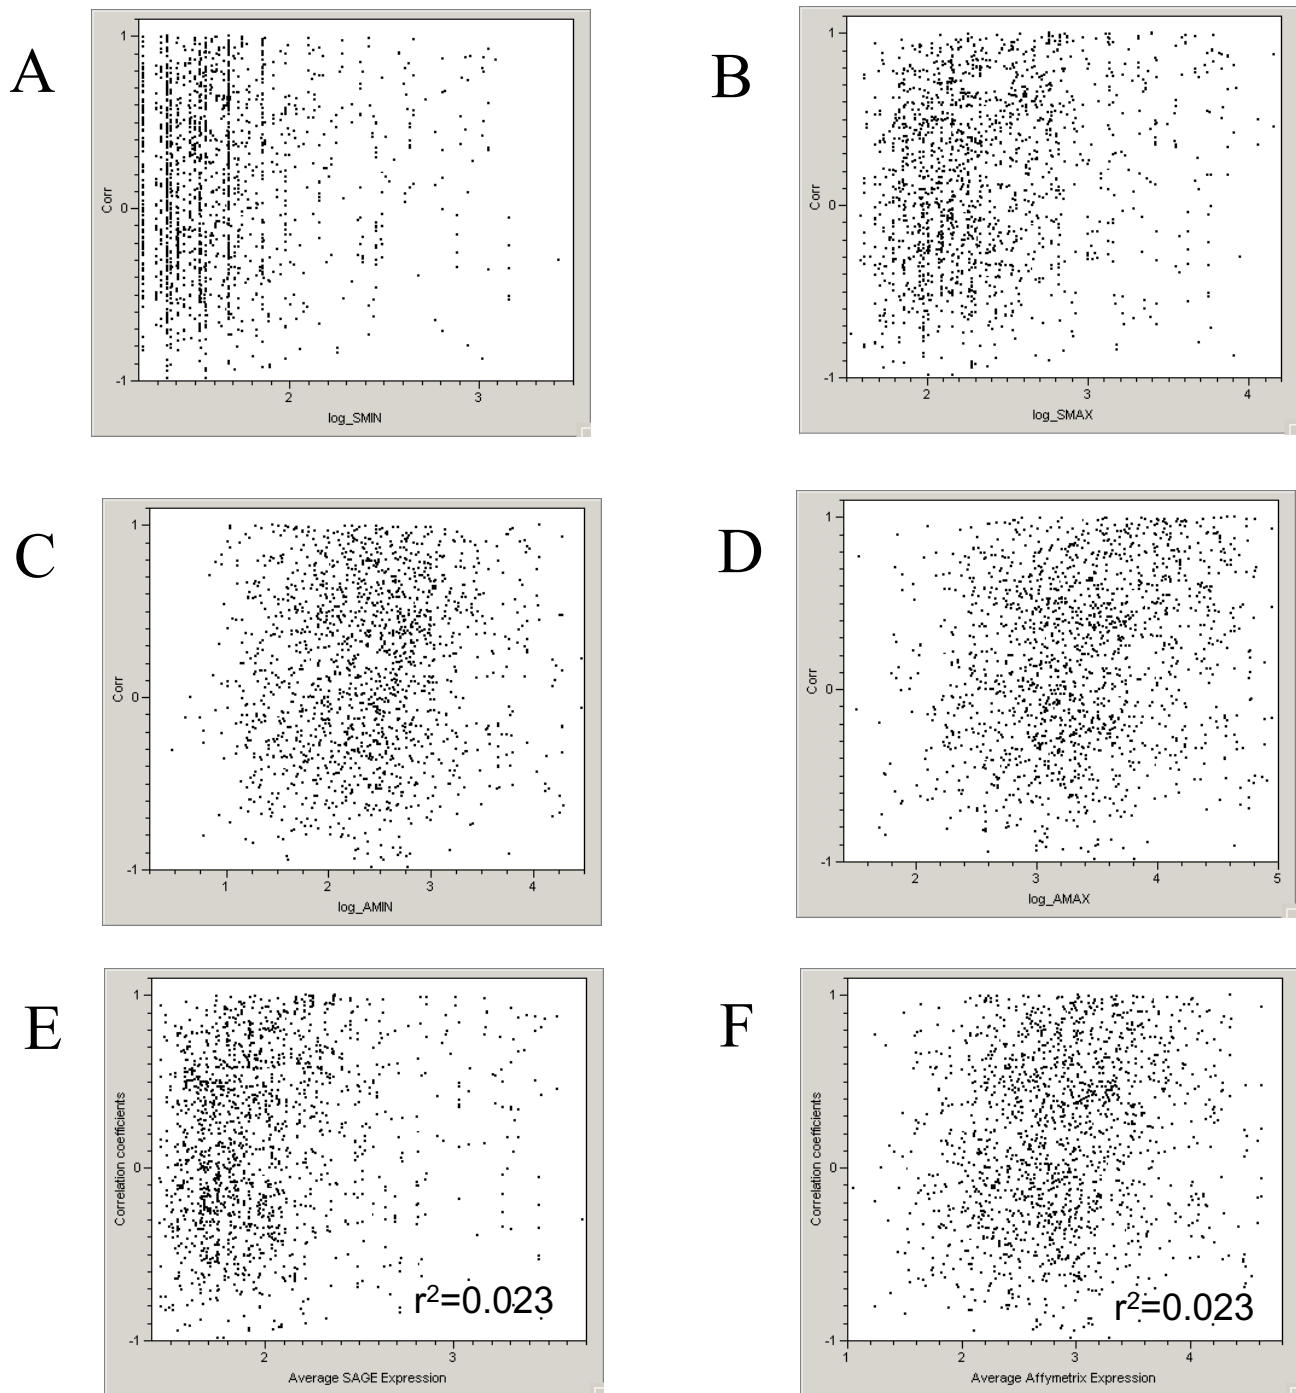 A
1
0
-1
Corr
2
3
log_SMIN
B
1
0
-1
Corr
2
3
4
log_SMAX
C
1
0
-1
Corr
1
2
3
4
log_AMIN
D
1
0
-1
Corr
2
3
4
5
log_AMAX
E
1
0
-1
Correlation coefficients
r²=0.023
2
3
Average SAGE Expression
F
1
0
-1
Correlation coefficients
r²=0.023
1
2
3
4
Average Affymetrix Expression